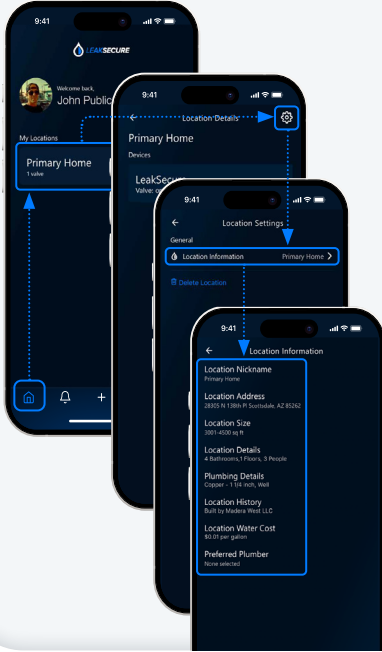 9:41
LEAKSECURE
Welcome back,
John Public
My Locations
Primary Home
1 valve
9:41
Location Details
Primary Home
Devices
LeakSecu
Valve: o
9:41
Location Settings
General
Location Information
Primary Home
Delete Location
9:41
Location Information
Location Nickname
Primary Home
Location Address
28305 N 138th Pl Scottsdale, AZ 85262
Location Size
3001-4500 sq ft
Location Details
4 Bathrooms,1 Floors, 3 People
Plumbing Details
Copper - 1 1/4 inch, Well
Location History
Built by Madera West LLC
Location Water Cost
$0.01 per gallon
Preferred Plumber
None selected